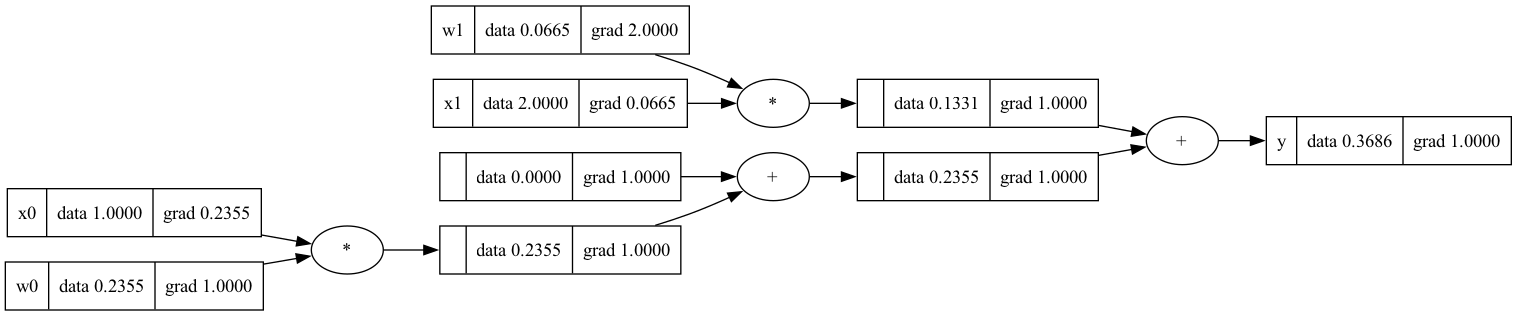 w1 data 0.0665 grad 2.0000
x1 data 2.0000 grad 0.0665
*
data 0.1331 grad 1.0000
+
y data 0.3686 grad 1.0000
data 0.0000 grad 1.0000
+
data 0.2355 grad 1.0000
x0 data 1.0000 grad 0.2355
*
data 0.2355 grad 1.0000
w0 data 0.2355 grad 1.0000